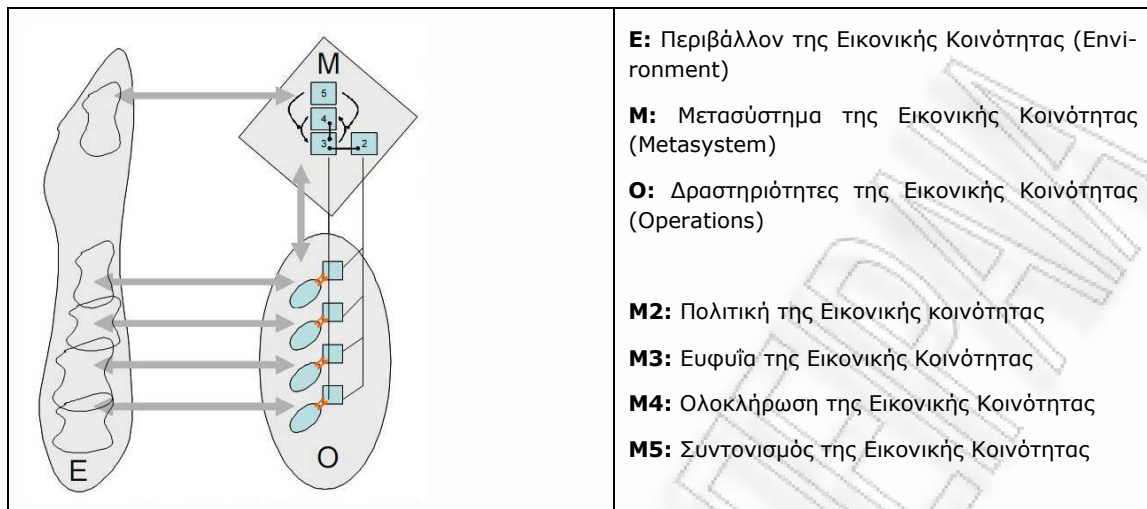 M
5
4
3 2
E
O
E: Περιβάλλον της Εικονικής Κοινότητας (Envi-
ronment)
M: Μετασύστημα της Εικονικής Κοινότητας
(Metasystem)
O: Δραστηριότητες της Εικονικής Κοινότητας
(Operations)
M2: Πολιτική της Εικονικής κοινότητας
M3: Ευφυΐα της Εικονικής Κοινότητας
M4: Ολοκλήρωση της Εικονικής Κοινότητας
M5: Συντονισμός της Εικονικής Κοινότητας